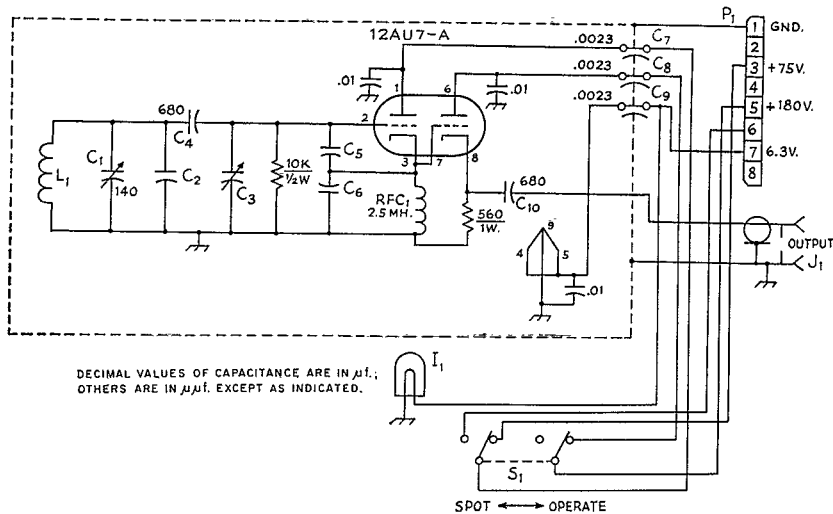 12AU7-A
P₁
1 GND.
2
3 +75V.
4
5 +180V.
6
7 6.3V.
8
.0023 C₇
.0023 C₈
.0023 C₉
.01
.01
1
6
2
3
7
8
680
C₄
L₁
C₁
140
C₂
C₃
10K
½W
C₅
C₆
RFC₁
2.5 MH.
560
1W.
680
C₁₀
9
4
5
.01
OUTPUT
J₁
I₁
DECIMAL VALUES OF CAPACITANCE ARE IN µf.;
OTHERS ARE IN µµf. EXCEPT AS INDICATED.
S₁
SPOT ↔ OPERATE